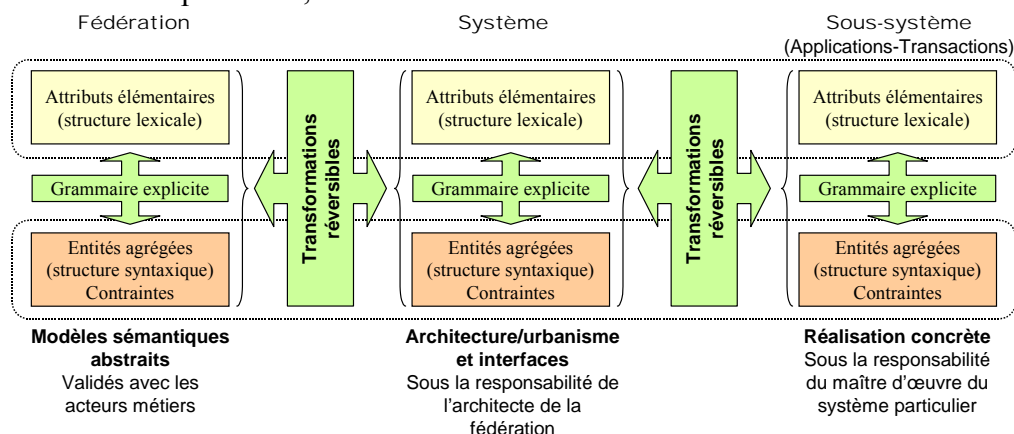 Fédération
Système
Sous-système
(Applications-Transactions)
Attributs élémentaires
(structure lexicale)
Grammaire explicite
Entités agrégées
(structure syntaxique)
Contraintes
Transformations
réversibles
Attributs élémentaires
(structure lexicale)
Grammaire explicite
Entités agrégées
(structure syntaxique)
Contraintes
Transformations
réversibles
Attributs élémentaires
(structure lexicale)
Grammaire explicite
Entités agrégées
(structure syntaxique)
Contraintes
Modèles sémantiques
abstraits
Validés avec les
acteurs métiers
Architecture/urbanisme
et interfaces
Sous la responsabilité de
l'architecte de la
fédération
Réalisation concrète
Sous la responsabilité
du maître d'œuvre du
système particulier